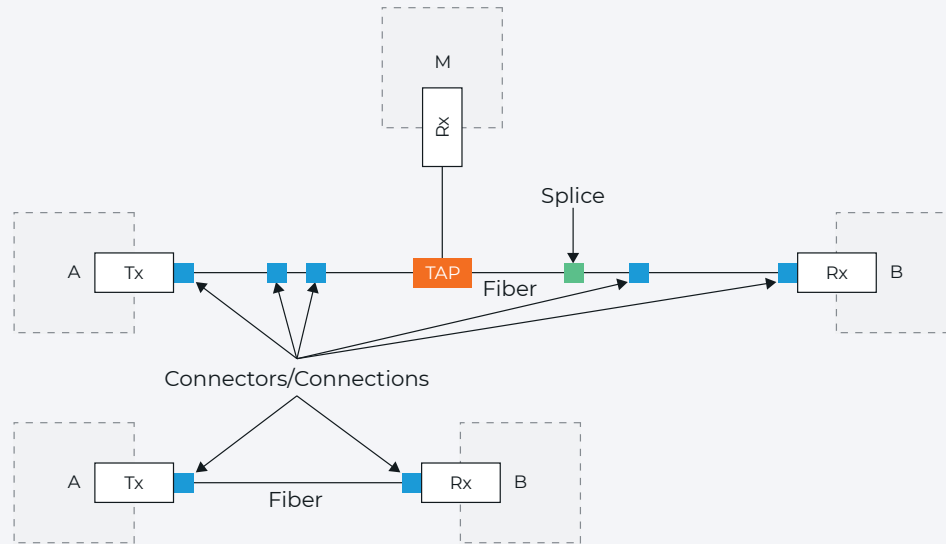 M
Rx
Splice
A
Tx
TAP
Rx
B
Fiber
Connectors/Connections
A
Tx
Rx
B
Fiber